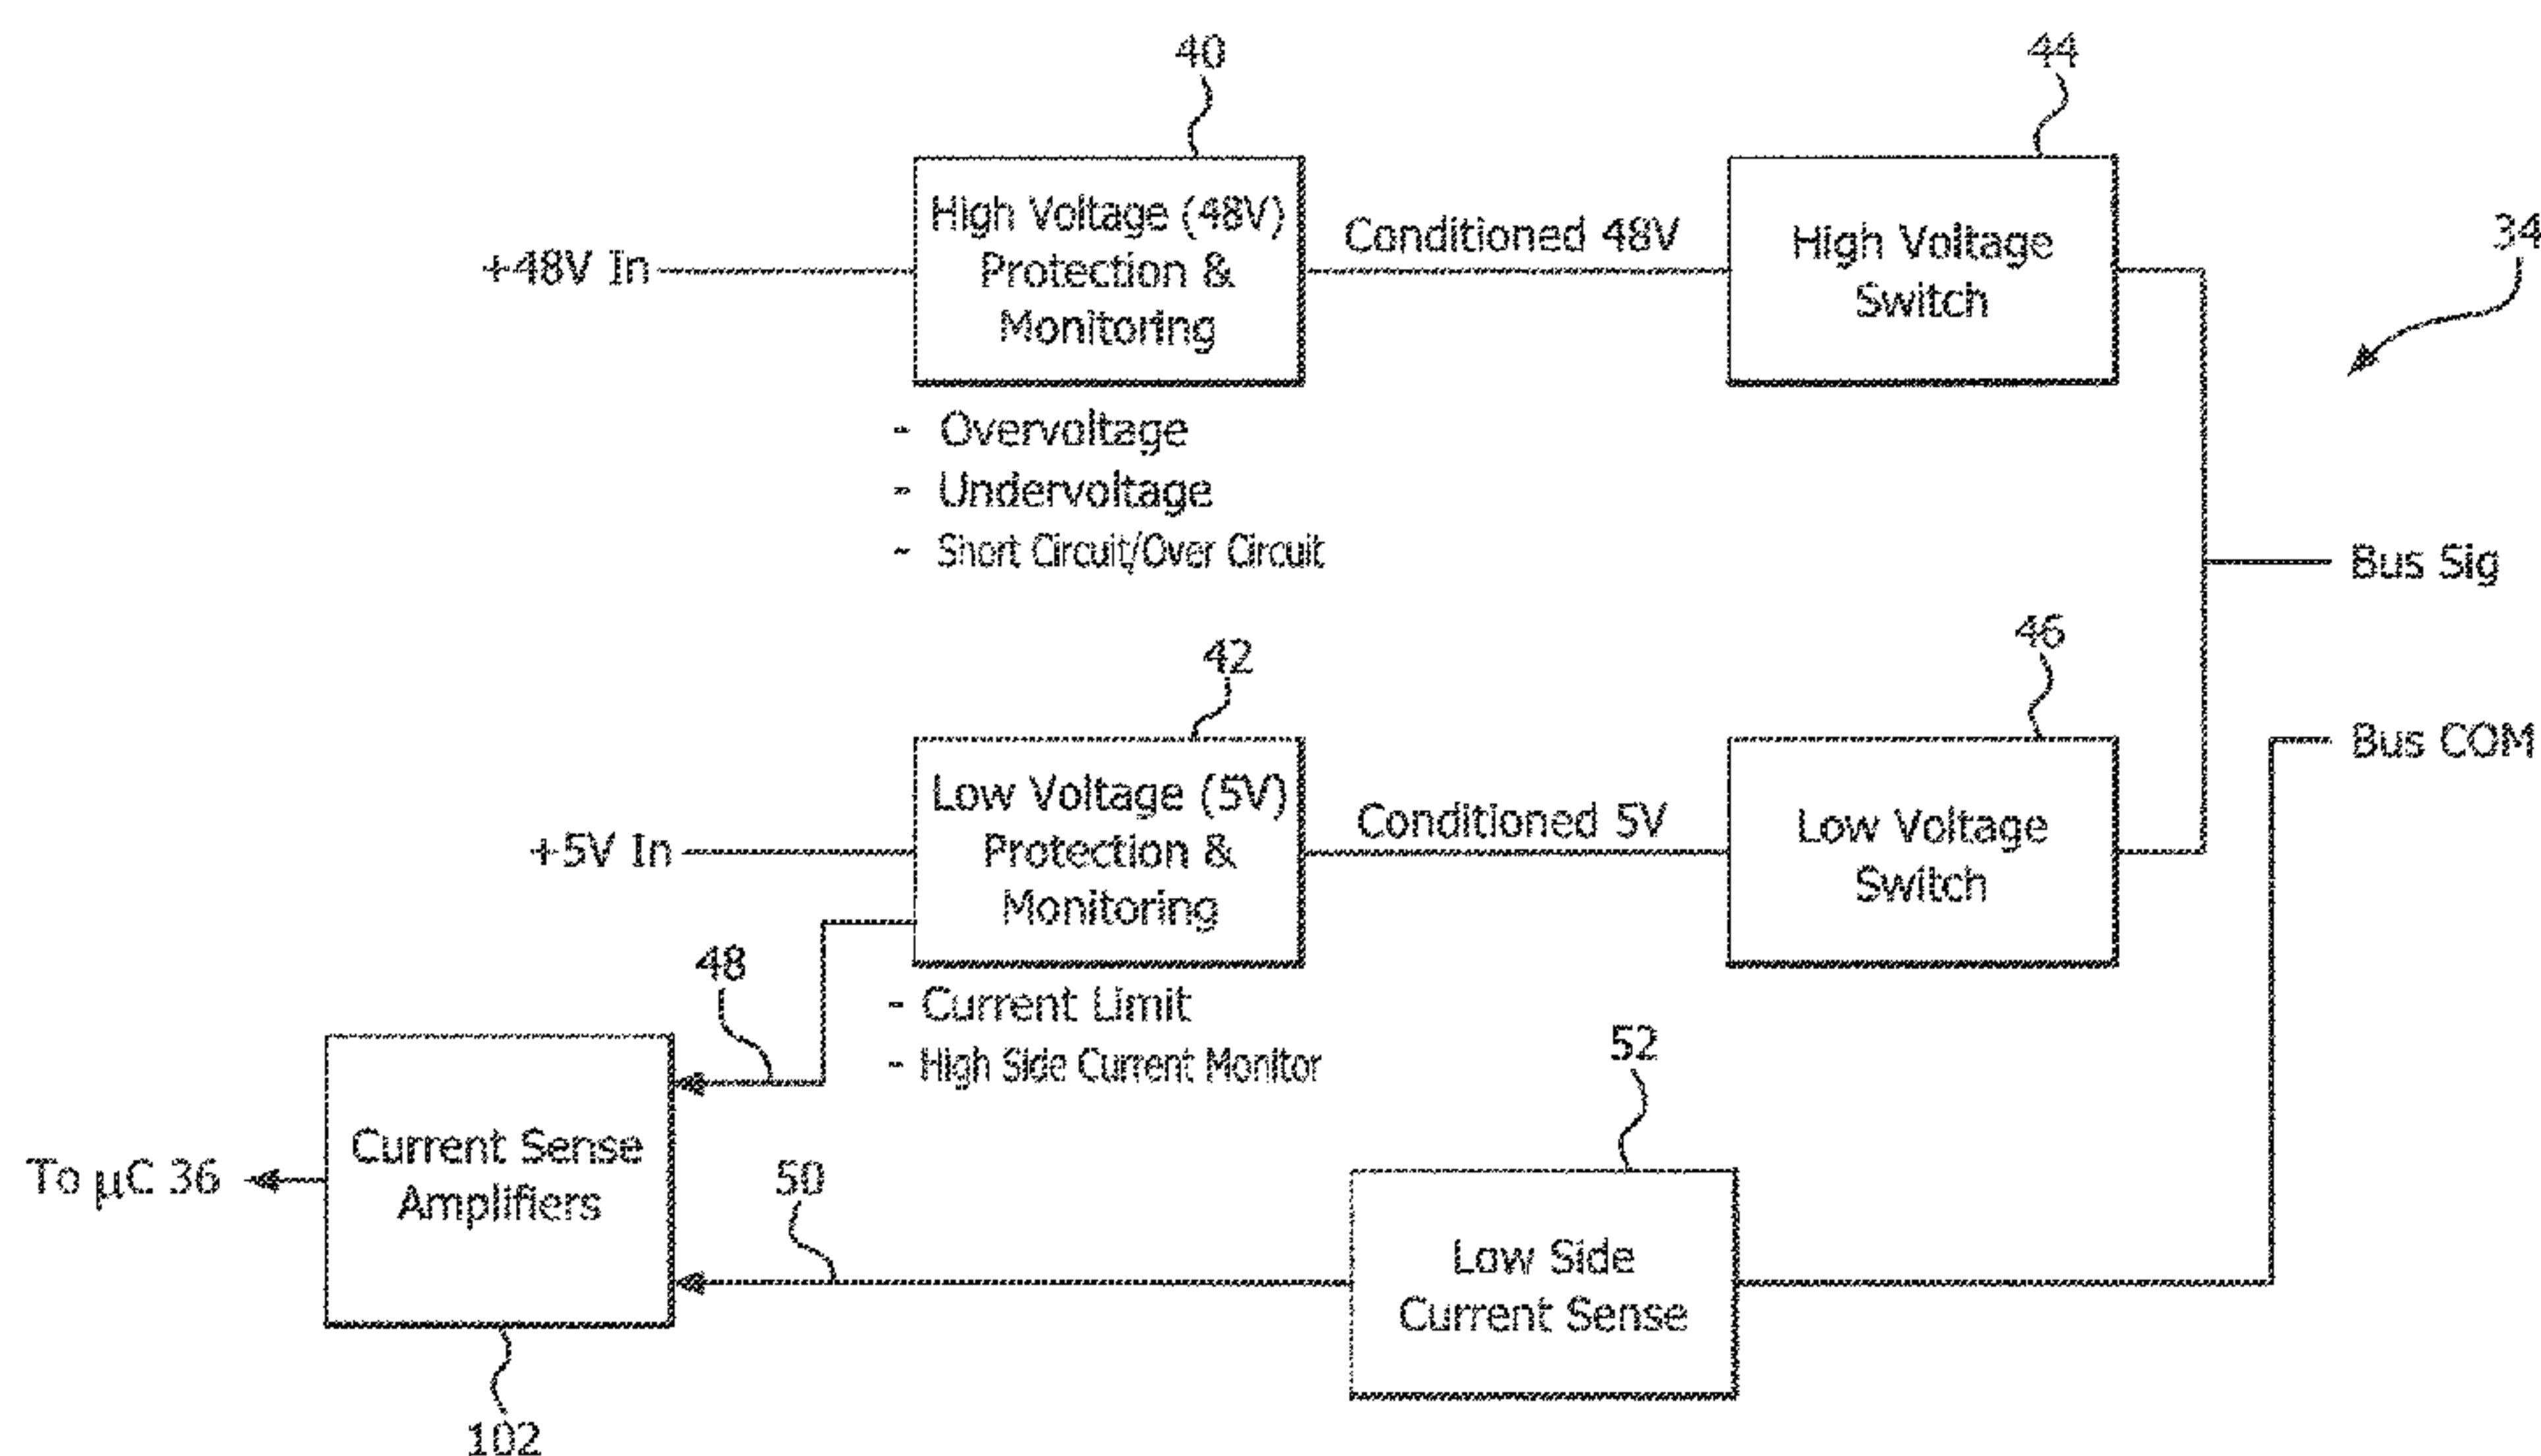 40
44
34
High Voltage (48V)
Protection &
Monitoring
+48V In
Conditioned 48V
High Voltage
Switch
- Overvoltage
- Undervoltage
- Short Circuit/Over Circuit
Bus Sig
42
46
Bus COM
Low Voltage (5V)
Protection &
Monitoring
+5V In
Conditioned 5V
Low Voltage
Switch
48
- Current Limit
- High Side Current Monitor
52
Current Sense
Amplifiers
To µC 36
50
Low Side
Current Sense
102